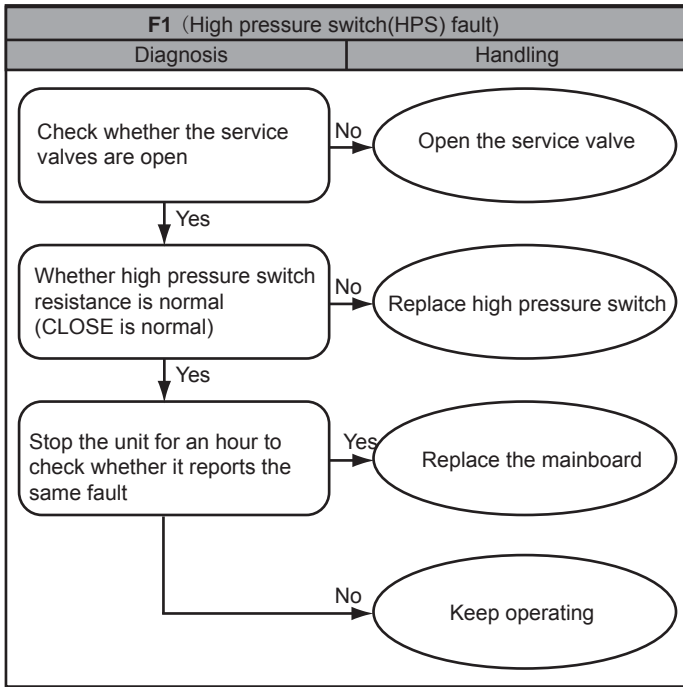 F1（High pressure switch(HPS) fault)
Diagnosis
Handling
Check whether the service
valves are open
No
Open the service valve
Yes
Whether high pressure switch
resistance is normal
(CLOSE is normal)
No
Replace high pressure switch
Yes
Stop the unit for an hour to
check whether it reports the
same fault
Yes
Replace the mainboard
No
Keep operating